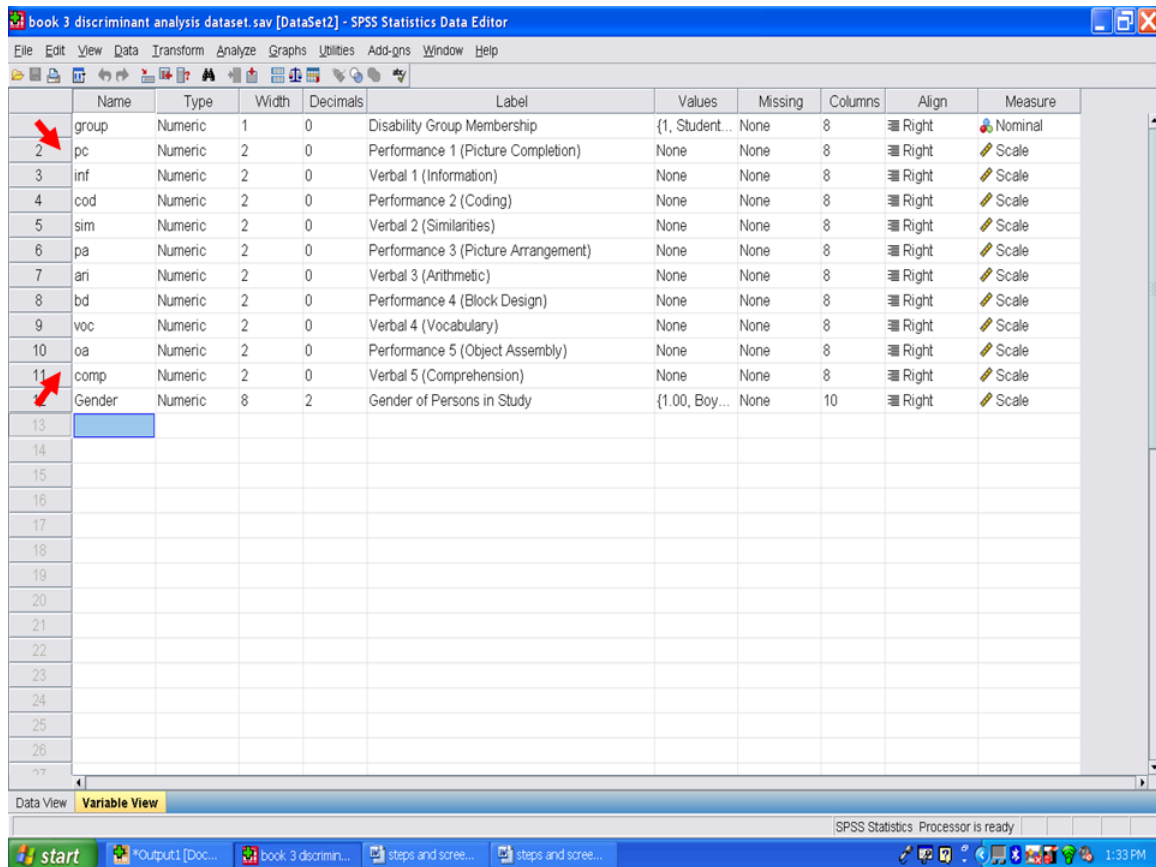 book 3 discriminant analysis dataset.sav [DataSet2] - SPSS Statistics Data Editor
File Edit View Data Transform Analyze Graphs Utilities Add-ons Window Help
Name Type Width Decimals Label Values Missing Columns Align Measure
group Numeric 1 0 Disability Group Membership {1, Student... None 8 Right Nominal
2 pc Numeric 2 0 Performance 1 (Picture Completion) None None 8 Right Scale
3 inf Numeric 2 0 Verbal 1 (Information) None None 8 Right Scale
4 cod Numeric 2 0 Performance 2 (Coding) None None 8 Right Scale
5 sim Numeric 2 0 Verbal 2 (Similarities) None None 8 Right Scale
6 pa Numeric 2 0 Performance 3 (Picture Arrangement) None None 8 Right Scale
7 ari Numeric 2 0 Verbal 3 (Arithmetic) None None 8 Right Scale
8 bd Numeric 2 0 Performance 4 (Block Design) None None 8 Right Scale
9 voc Numeric 2 0 Verbal 4 (Vocabulary) None None 8 Right Scale
10 oa Numeric 2 0 Performance 5 (Object Assembly) None None 8 Right Scale
11 comp Numeric 2 0 Verbal 5 (Comprehension) None None 8 Right Scale
12 Gender Numeric 8 2 Gender of Persons in Study {1.00, Boy... None 10 Right Scale
13
14
15
16
17
18
19
20
21
22
23
24
25
26
27
Data View Variable View
SPSS Statistics Processor is ready
start *Output1 [Doc... book 3 discrimin... steps and scree... steps and scree... 1:33 PM